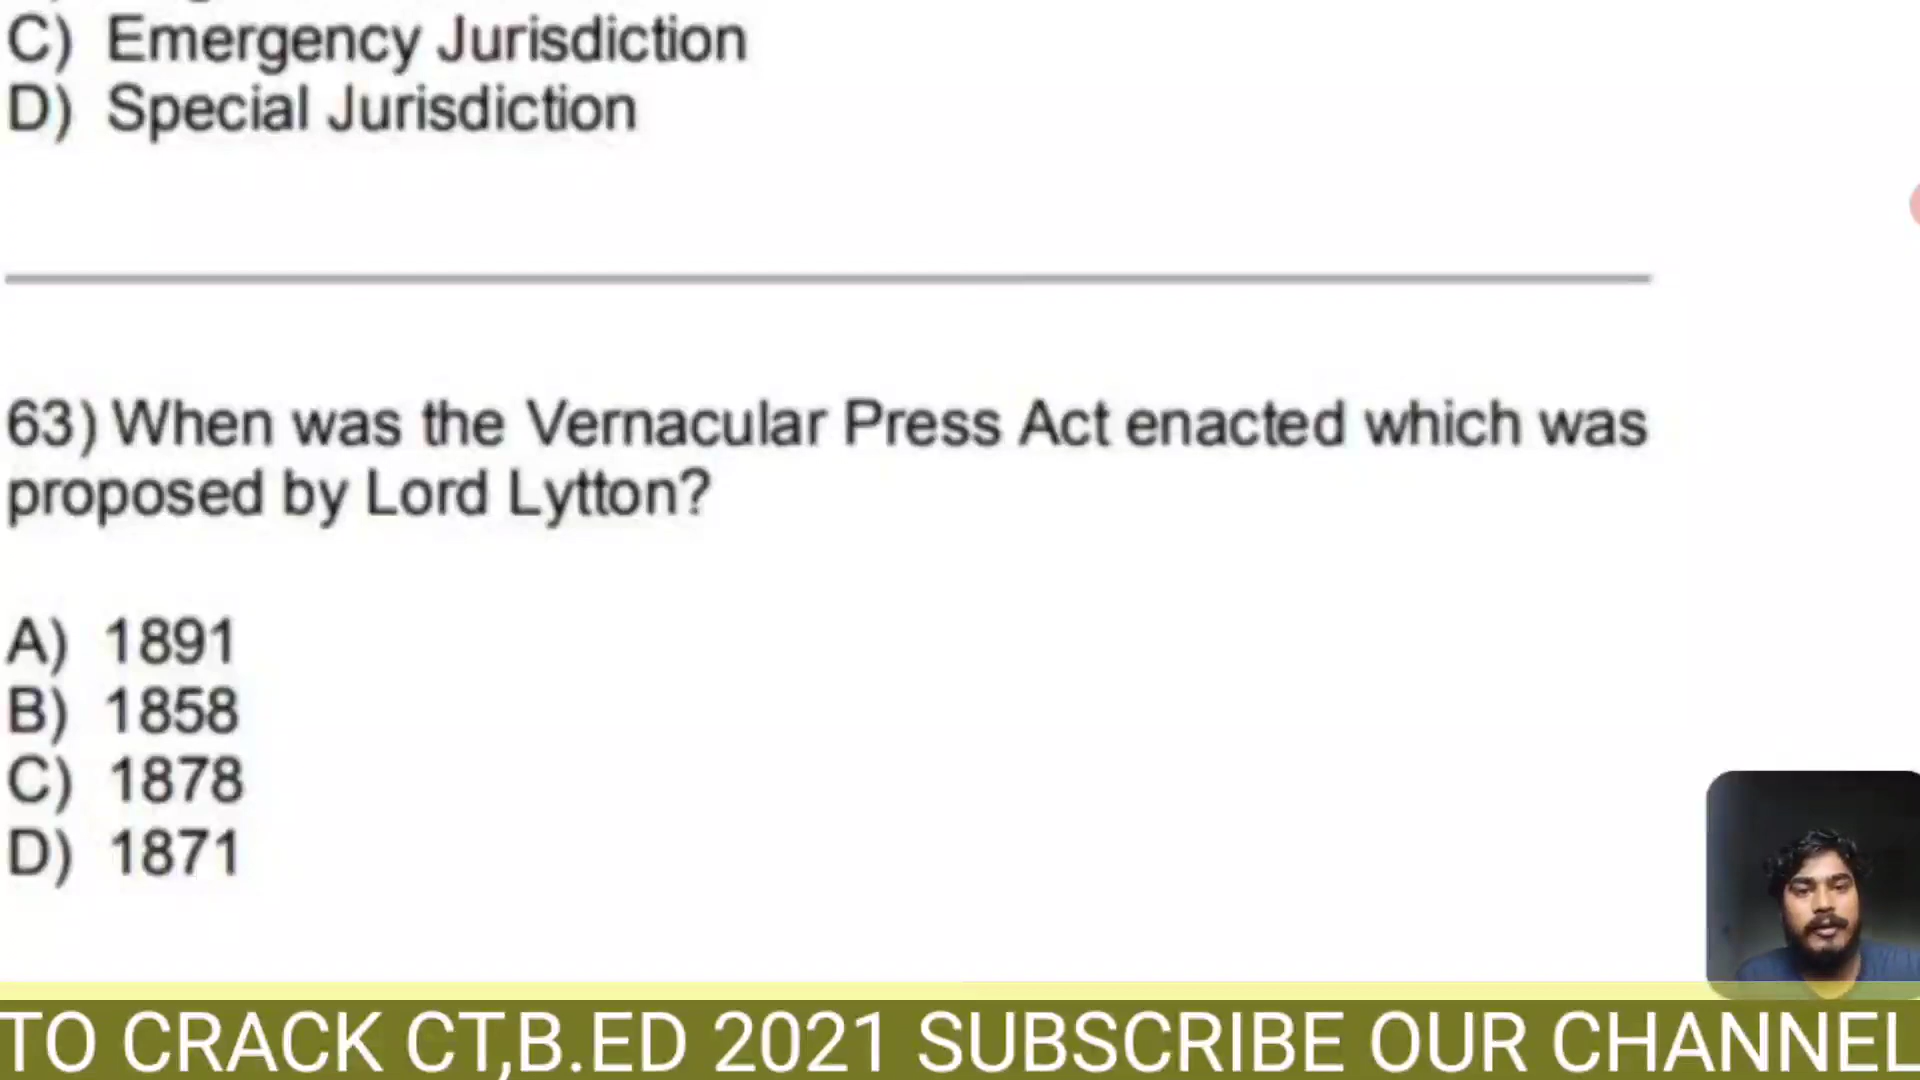 C) Emergency Jurisdiction
D) Special Jurisdiction
63) When was the Vernacular Press Act enacted which was
proposed by Lord Lytton?
A) 1891
B) 1858
C) 1878
D) 1871
TO CRACK CT,B.ED 2021 SUBSCRIBE OUR CHANNEL